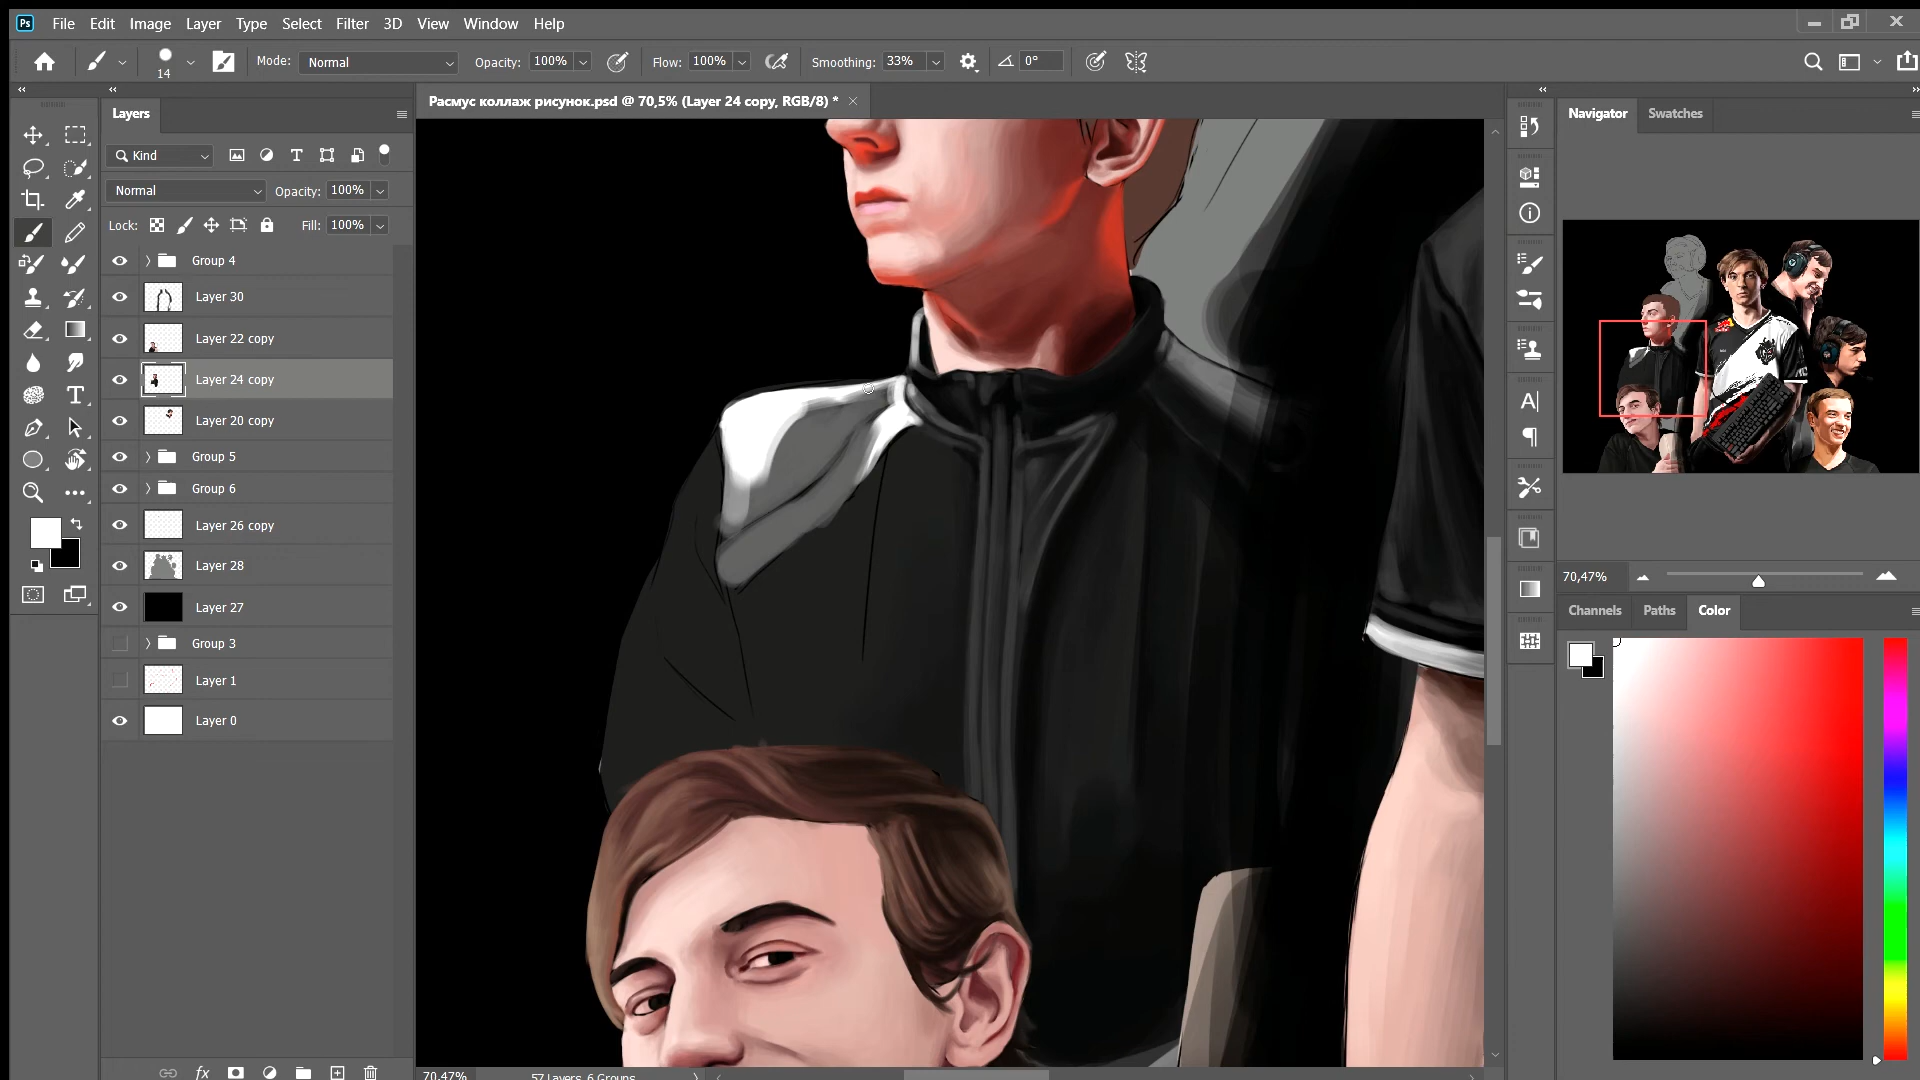 Ps File Edit Image Layer Type Select Filter 3D View Window Help
14 Mode: Normal Opacity: 100% Flow: 100% Smoothing: 33% 0°
Layers
Расмус коллаж рисунок.psd @ 70,5% (Layer 24 copy, RGB/8) *
Navigator Swatches
Kind
Normal Opacity: 100%
Lock: Fill: 100%
Group 4
Layer 30
Layer 22 copy
Layer 24 copy
Layer 20 copy
Group 5
Group 6
Layer 26 copy
Layer 28
Layer 27
Group 3
Layer 1
Layer 0
fx
70,47%
Channels Paths Color
70,47% 57 Layers, 6 Groups